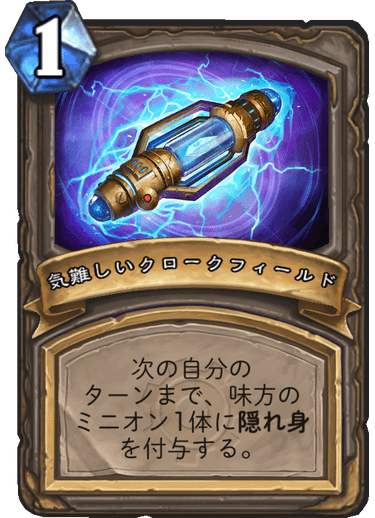 1
気難しいクロークフィールド
次の自分の
ターンまで、味方の
ミニオン1体に隠れ身
を付与する。